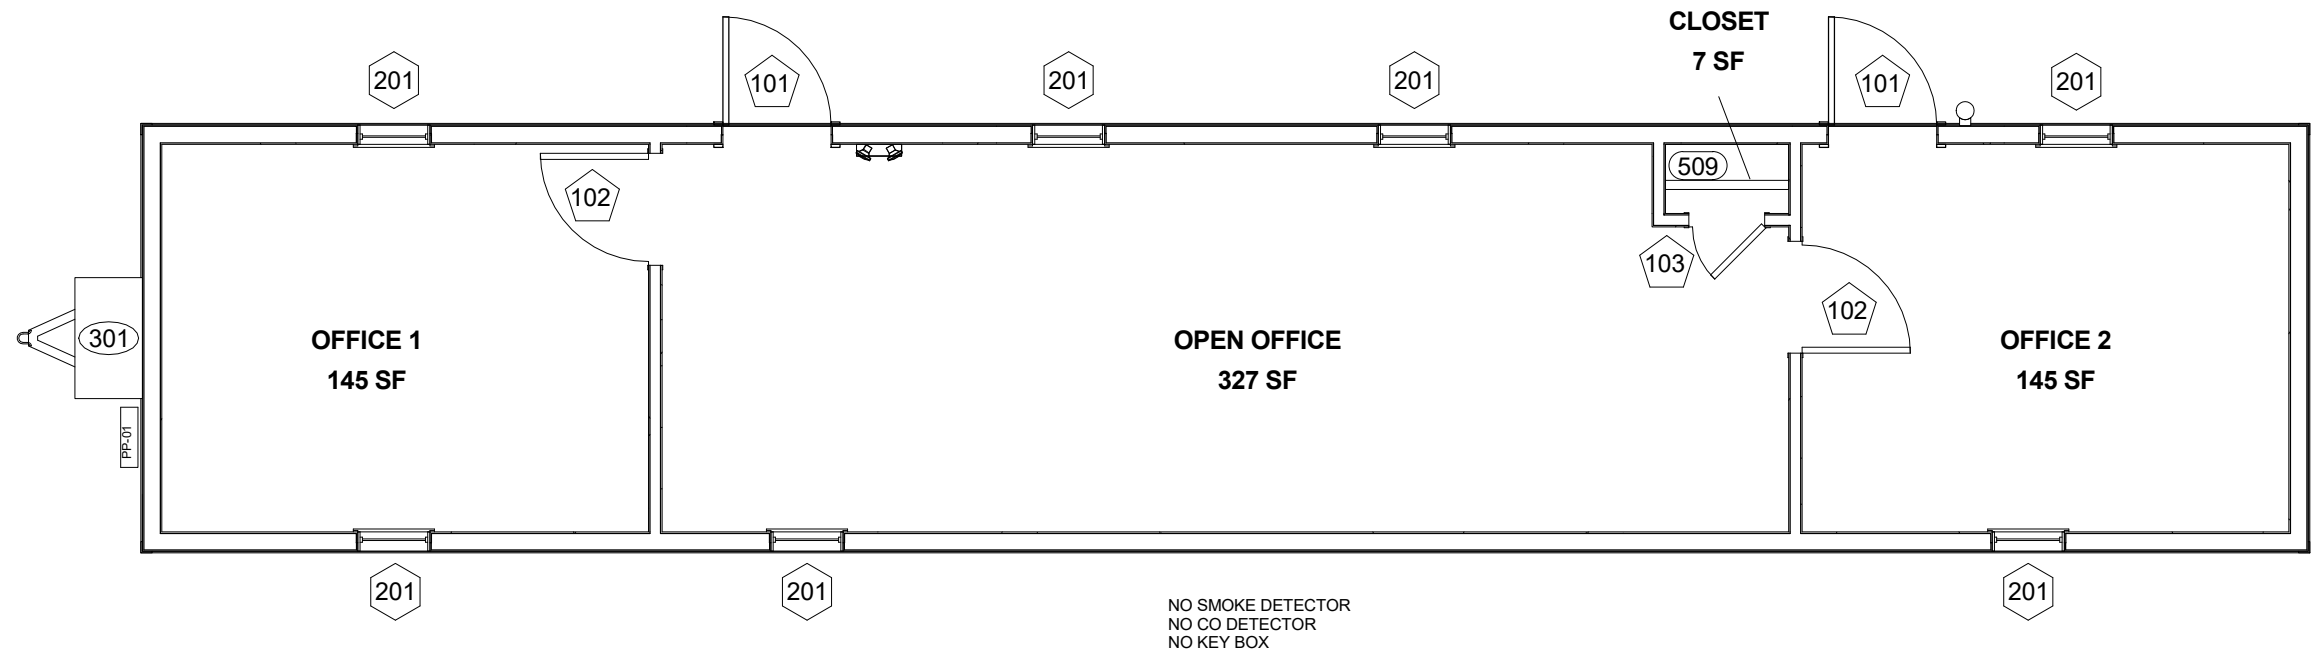 CLOSET
7 SF
201
101
201
201
101
201
509
102
103
102
301
OFFICE 1
145 SF
OPEN OFFICE
327 SF
OFFICE 2
145 SF
PP-01
201
201
201
NO SMOKE DETECTOR
NO CO DETECTOR
NO KEY BOX